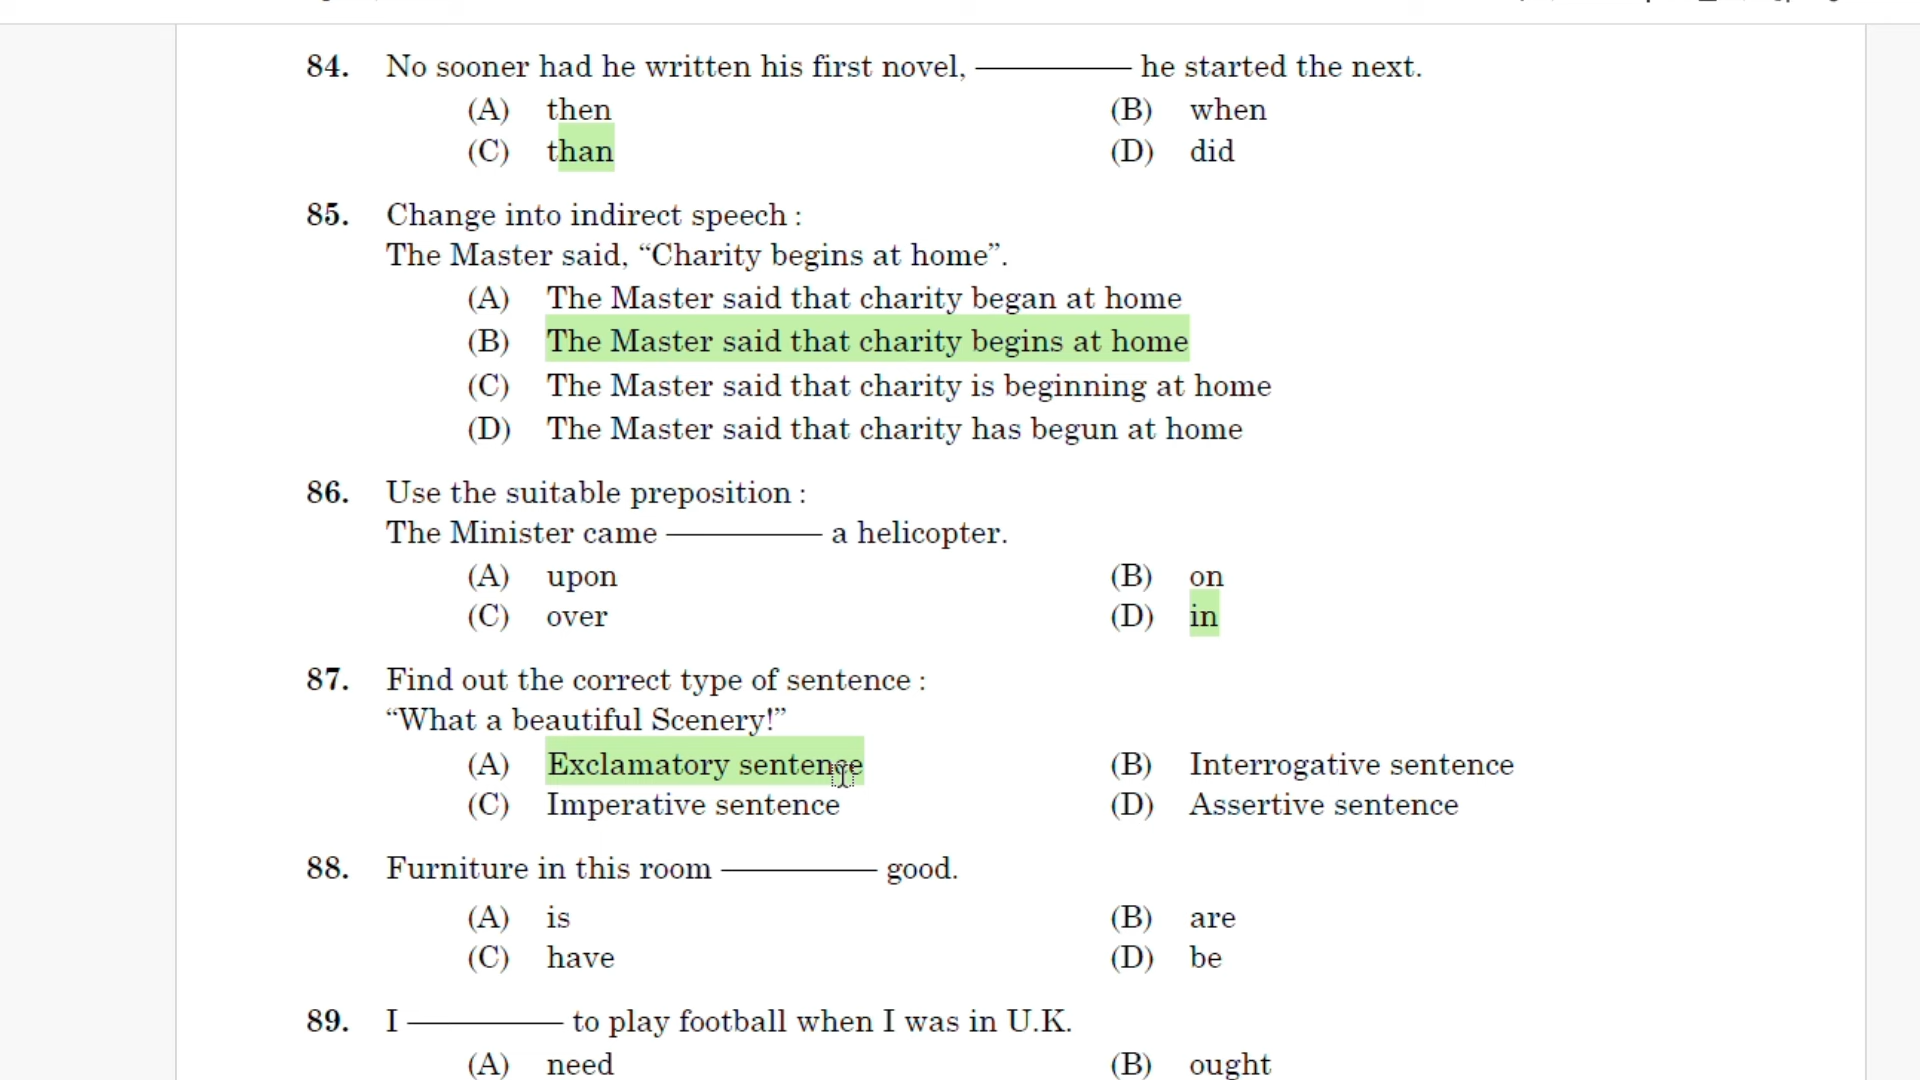 84. No sooner had he written his first novel, ———— he started the next.
(A) then (B) when
(C) than (D) did
85. Change into indirect speech :
The Master said, “Charity begins at home”.
(A) The Master said that charity began at home
(B) The Master said that charity begins at home
(C) The Master said that charity is beginning at home
(D) The Master said that charity has begun at home
86. Use the suitable preposition :
The Minister came ———— a helicopter.
(A) upon (B) on
(C) over (D) in
87. Find out the correct type of sentence :
“What a beautiful Scenery!”
(A) Exclamatory sentence (B) Interrogative sentence
(C) Imperative sentence (D) Assertive sentence
88. Furniture in this room ———— good.
(A) is (B) are
(C) have (D) be
89. I ———— to play football when I was in U.K.
(A) need (B) ought